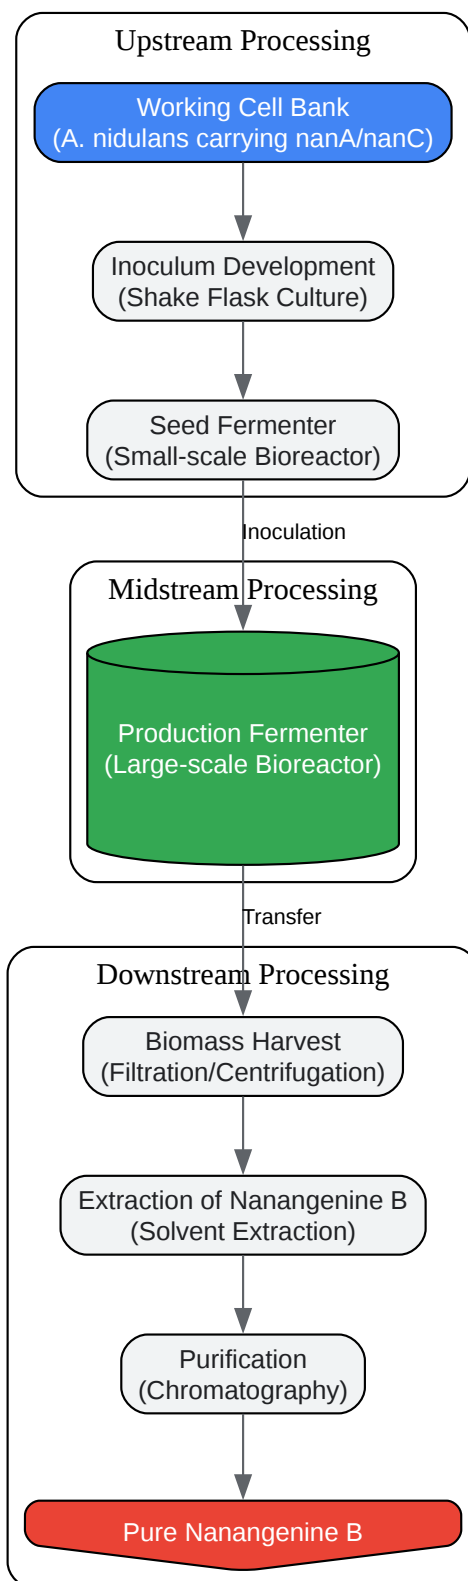 Upstream Processing
Working Cell Bank
(A. nidulans carrying nanA/nanC)
Inoculum Development
(Shake Flask Culture)
Seed Fermenter
(Small-scale Bioreactor)
Inoculation
Midstream Processing
Production Fermenter
(Large-scale Bioreactor)
Transfer
Downstream Processing
Biomass Harvest
(Filtration/Centrifugation)
Extraction of Nanangenine B
(Solvent Extraction)
Purification
(Chromatography)
Pure Nanangenine B